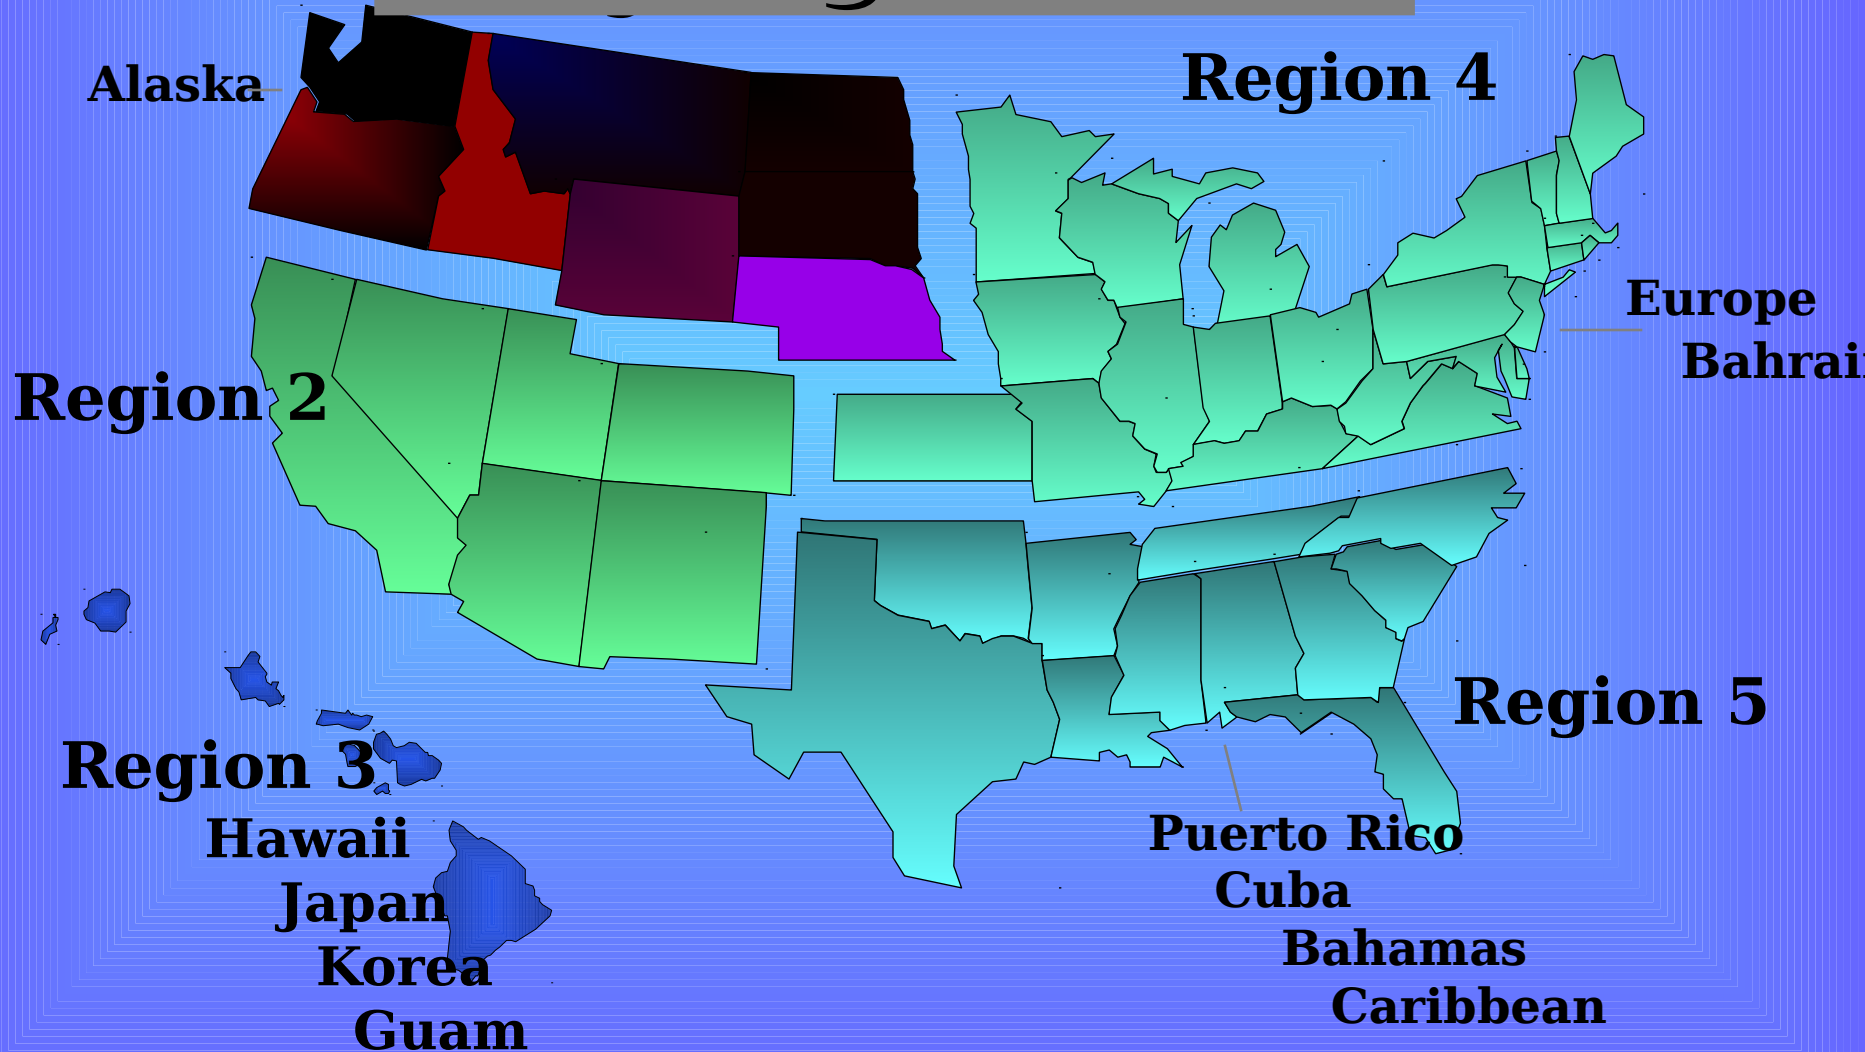 Alaska
Region 4
Europe
Bahrain
Region 2
Region 5
Region 3
Hawaii
Japan
Korea
Guam
Puerto Rico
Cuba
Bahamas
Caribbean